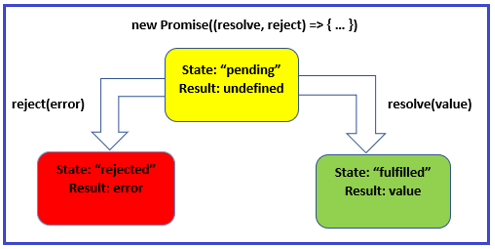 new Promise((resolve, reject) => { … })
State: “pending”
Result: undefined
reject(error)
resolve(value)
State: “rejected”
Result: error
State: “fulfilled”
Result: value